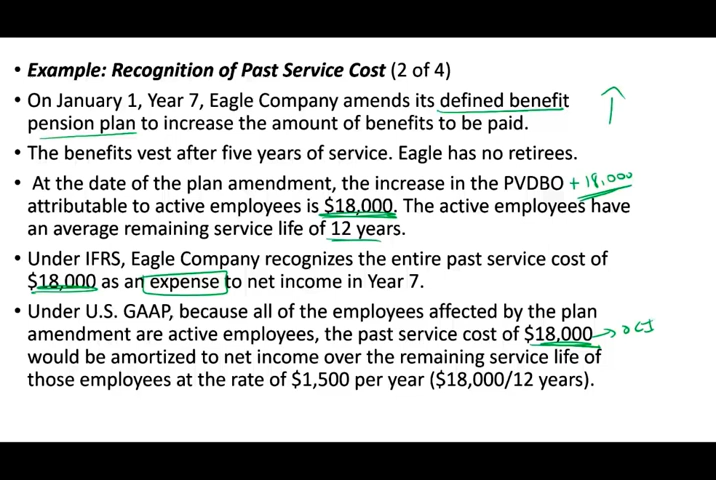 • Example: Recognition of Past Service Cost (2 of 4)
• On January 1, Year 7, Eagle Company amends its defined benefit
pension plan to increase the amount of benefits to be paid.
• The benefits vest after five years of service. Eagle has no retirees.
• At the date of the plan amendment, the increase in the PVDBO + 18,000
attributable to active employees is $18,000. The active employees have
an average remaining service life of 12 years.
• Under IFRS, Eagle Company recognizes the entire past service cost of
$18,000 as an expense to net income in Year 7.
• Under U.S. GAAP, because all of the employees affected by the plan
amendment are active employees, the past service cost of $18,000 → OCI
would be amortized to net income over the remaining service life of
those employees at the rate of $1,500 per year ($18,000/12 years).